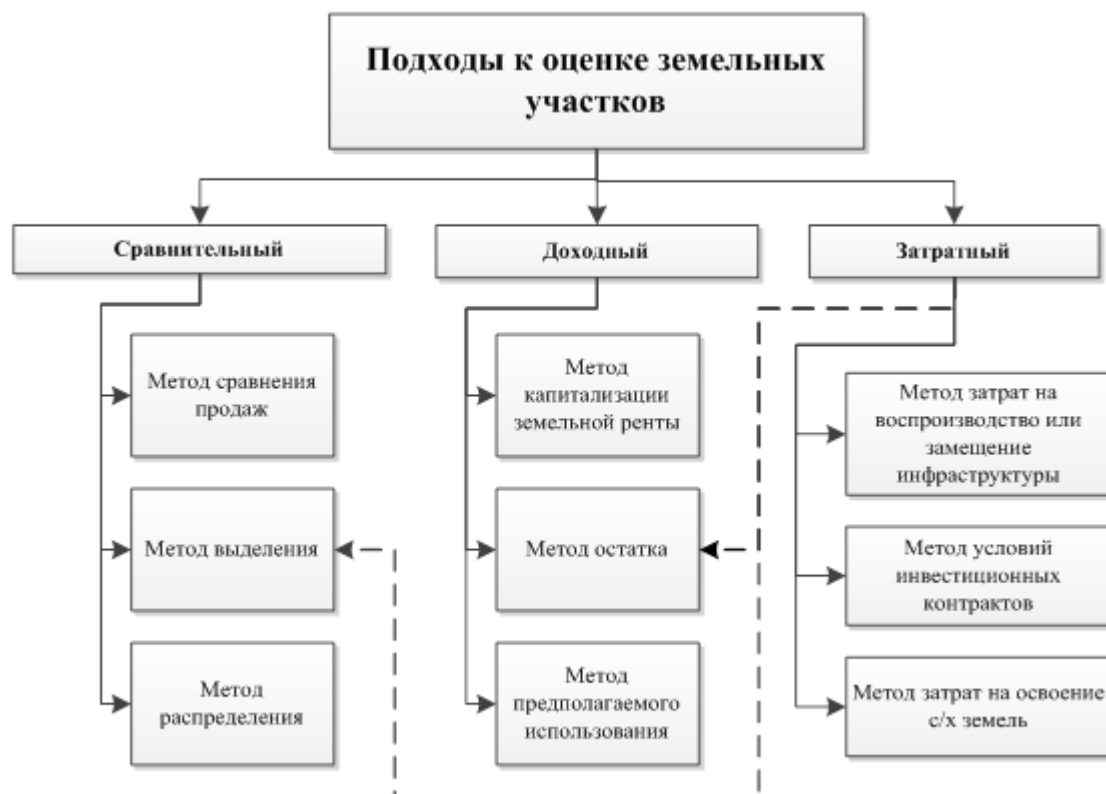 Подходы к оценке земельных
участков
Сравнительный
Доходный
Затратный
Метод сравнения
продаж
Метод выделения
Метод
распределения
Метод
капитализации
земельной ренты
Метод остатка
Метод
предполагаемого
использования
Метод затрат на
воспроизводство или
замещение
инфраструктуры
Метод условий
инвестиционных
контрактов
Метод затрат на освоение
с/х земель